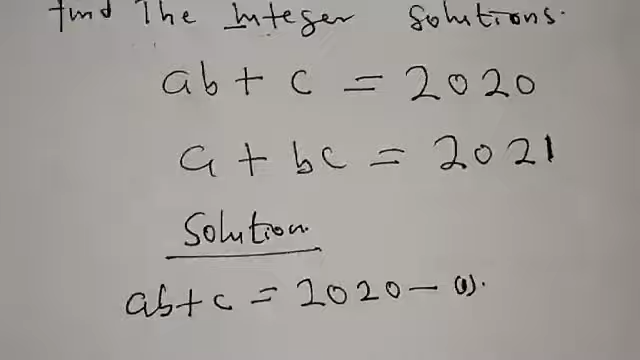 find The Integer Solutions.
ab + c = 2020
a + bc = 2021
Solution
ab + c = 2020 — (1).